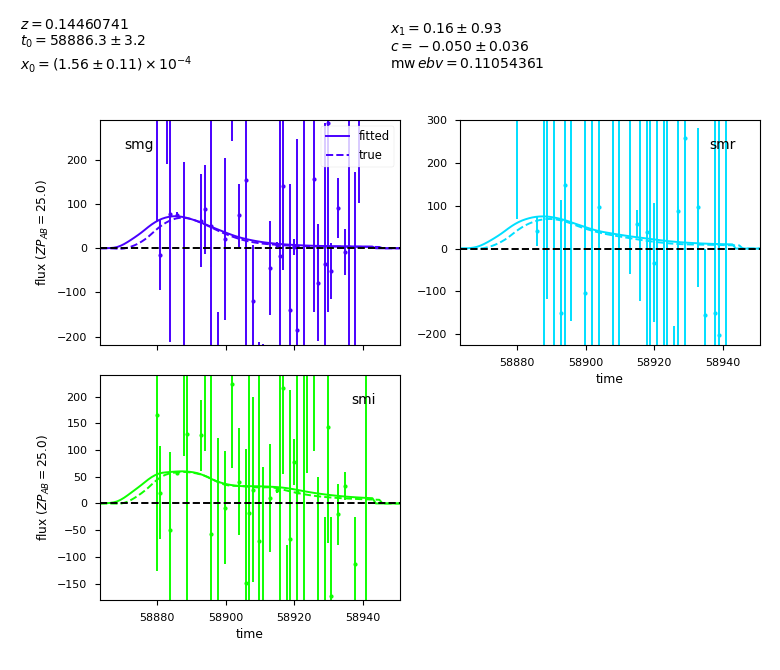 z = 0.14460741
t₀ = 58886.3 ± 3.2
x₀ = (1.56 ± 0.11) × 10⁻⁴
x₁ = 0.16 ± 0.93
c = −0.050 ± 0.036
mw ebv = 0.11054361
smg
fitted
true
200
100
0
−100
−200
flux (ZP_AB = 25.0)
smr
300
200
100
0
−100
−200
58880 58900 58920 58940
time
smi
200
150
100
50
0
−50
−100
−150
flux (ZP_AB = 25.0)
58880 58900 58920 58940
time